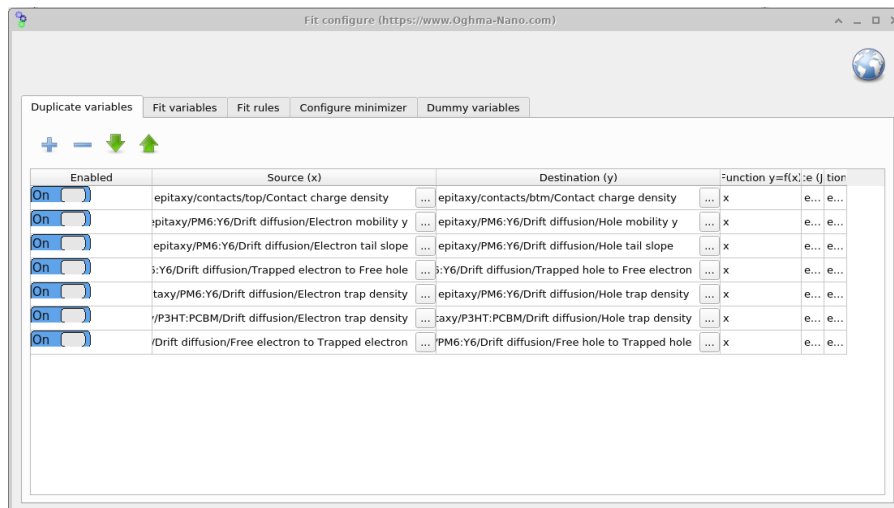 Fit configure (https://www.Oghma-Nano.com)
Duplicate variables Fit variables Fit rules Configure minimizer Dummy variables
Enabled Source (x) Destination (y) Function y=f(x) :e (J tion
On epitaxy/contacts/top/Contact charge density ... epitaxy/contacts/btm/Contact charge density ... x e... e...
On epitaxy/PM6:Y6/Drift diffusion/Electron mobility y ... epitaxy/PM6:Y6/Drift diffusion/Hole mobility y ... x e... e...
On epitaxy/PM6:Y6/Drift diffusion/Electron tail slope ... epitaxy/PM6:Y6/Drift diffusion/Hole tail slope ... x e... e...
On 6:Y6/Drift diffusion/Trapped electron to Free hole ... 6:Y6/Drift diffusion/Trapped hole to Free electron ... x e... e...
On taxy/PM6:Y6/Drift diffusion/Electron trap density ... epitaxy/PM6:Y6/Drift diffusion/Hole trap density ... x e... e...
On /P3HT:PCBM/Drift diffusion/Electron trap density ... taxy/P3HT:PCBM/Drift diffusion/Hole trap density ... x e... e...
On /Drift diffusion/Free electron to Trapped electron ... /PM6:Y6/Drift diffusion/Free hole to Trapped hole ... x e... e...